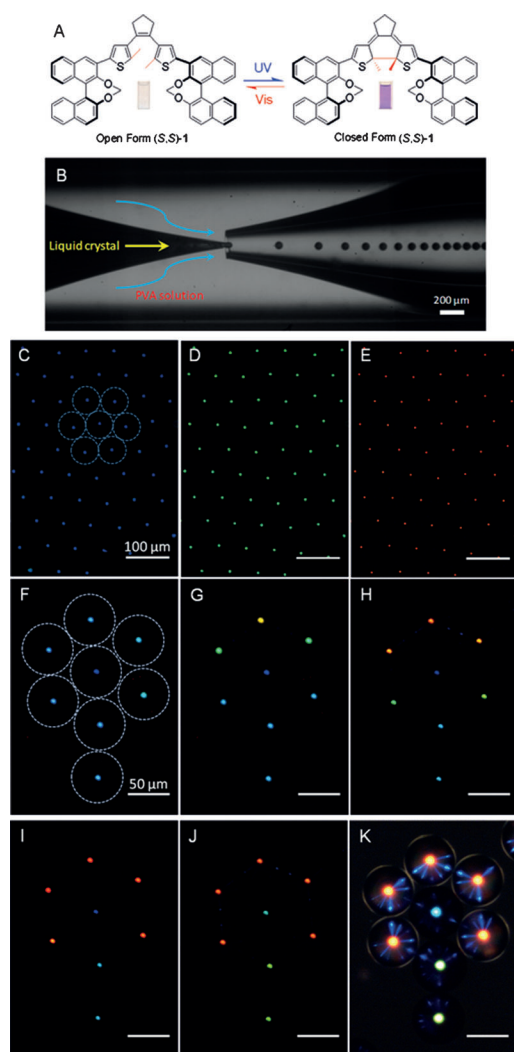 A
UV
Vis
S
S
S
S
O
O
O
O
O
O
O
O
Open Form (S,S)-1
Closed Form (S,S)-1
B
Liquid crystal
PVA solution
200 µm
C
D
E
100 µm
F
G
H
50 µm
I
J
K